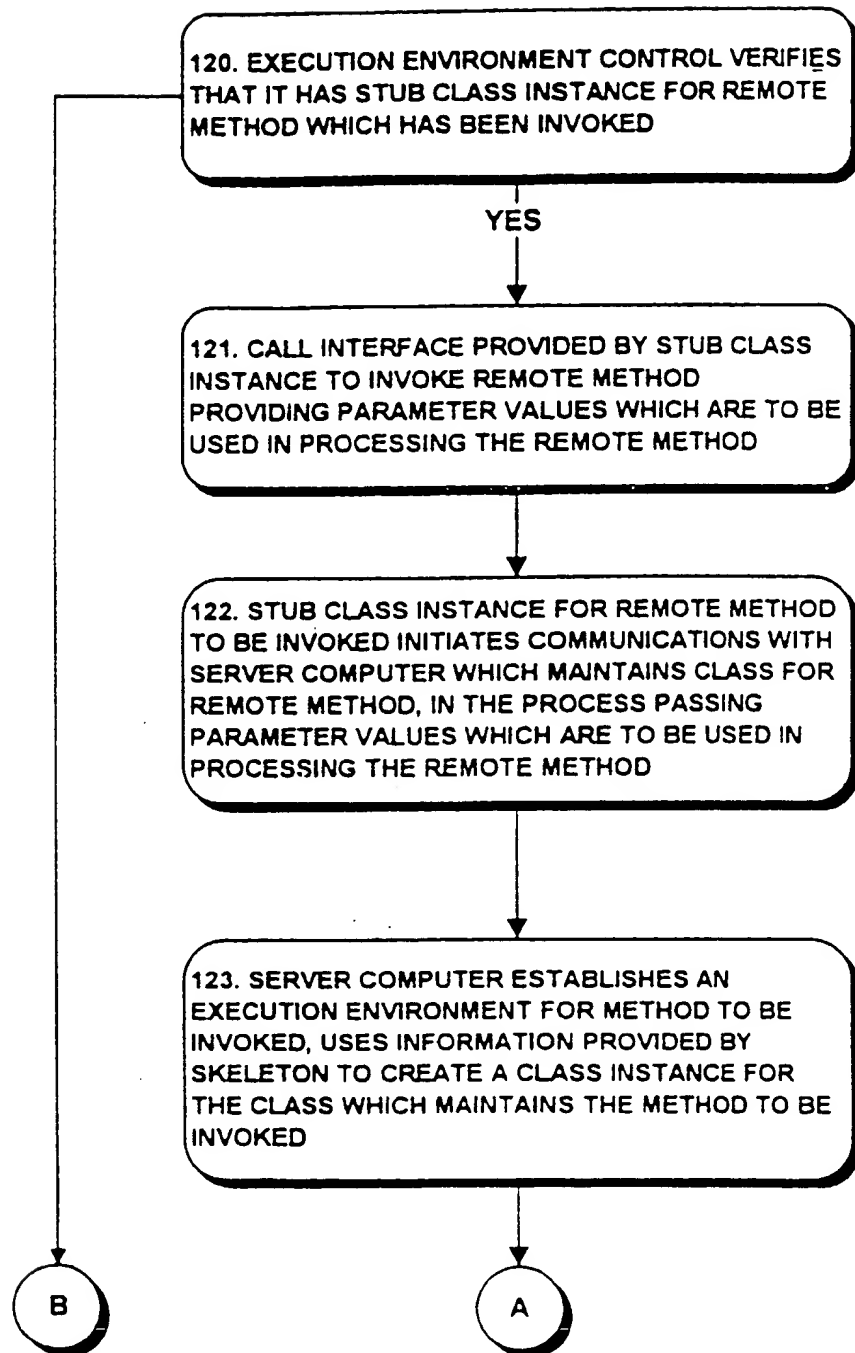 120. EXECUTION ENVIRONMENT CONTROL VERIFIES
THAT IT HAS STUB CLASS INSTANCE FOR REMOTE
METHOD WHICH HAS BEEN INVOKED
YES
121. CALL INTERFACE PROVIDED BY STUB CLASS
INSTANCE TO INVOKE REMOTE METHOD
PROVIDING PARAMETER VALUES WHICH ARE TO BE
USED IN PROCESSING THE REMOTE METHOD
122. STUB CLASS INSTANCE FOR REMOTE METHOD
TO BE INVOKED INITIATES COMMUNICATIONS WITH
SERVER COMPUTER WHICH MAINTAINS CLASS FOR
REMOTE METHOD, IN THE PROCESS PASSING
PARAMETER VALUES WHICH ARE TO BE USED IN
PROCESSING THE REMOTE METHOD
123. SERVER COMPUTER ESTABLISHES AN
EXECUTION ENVIRONMENT FOR METHOD TO BE
INVOKED, USES INFORMATION PROVIDED BY
SKELETON TO CREATE A CLASS INSTANCE FOR
THE CLASS WHICH MAINTAINS THE METHOD TO BE
INVOKED
B
A